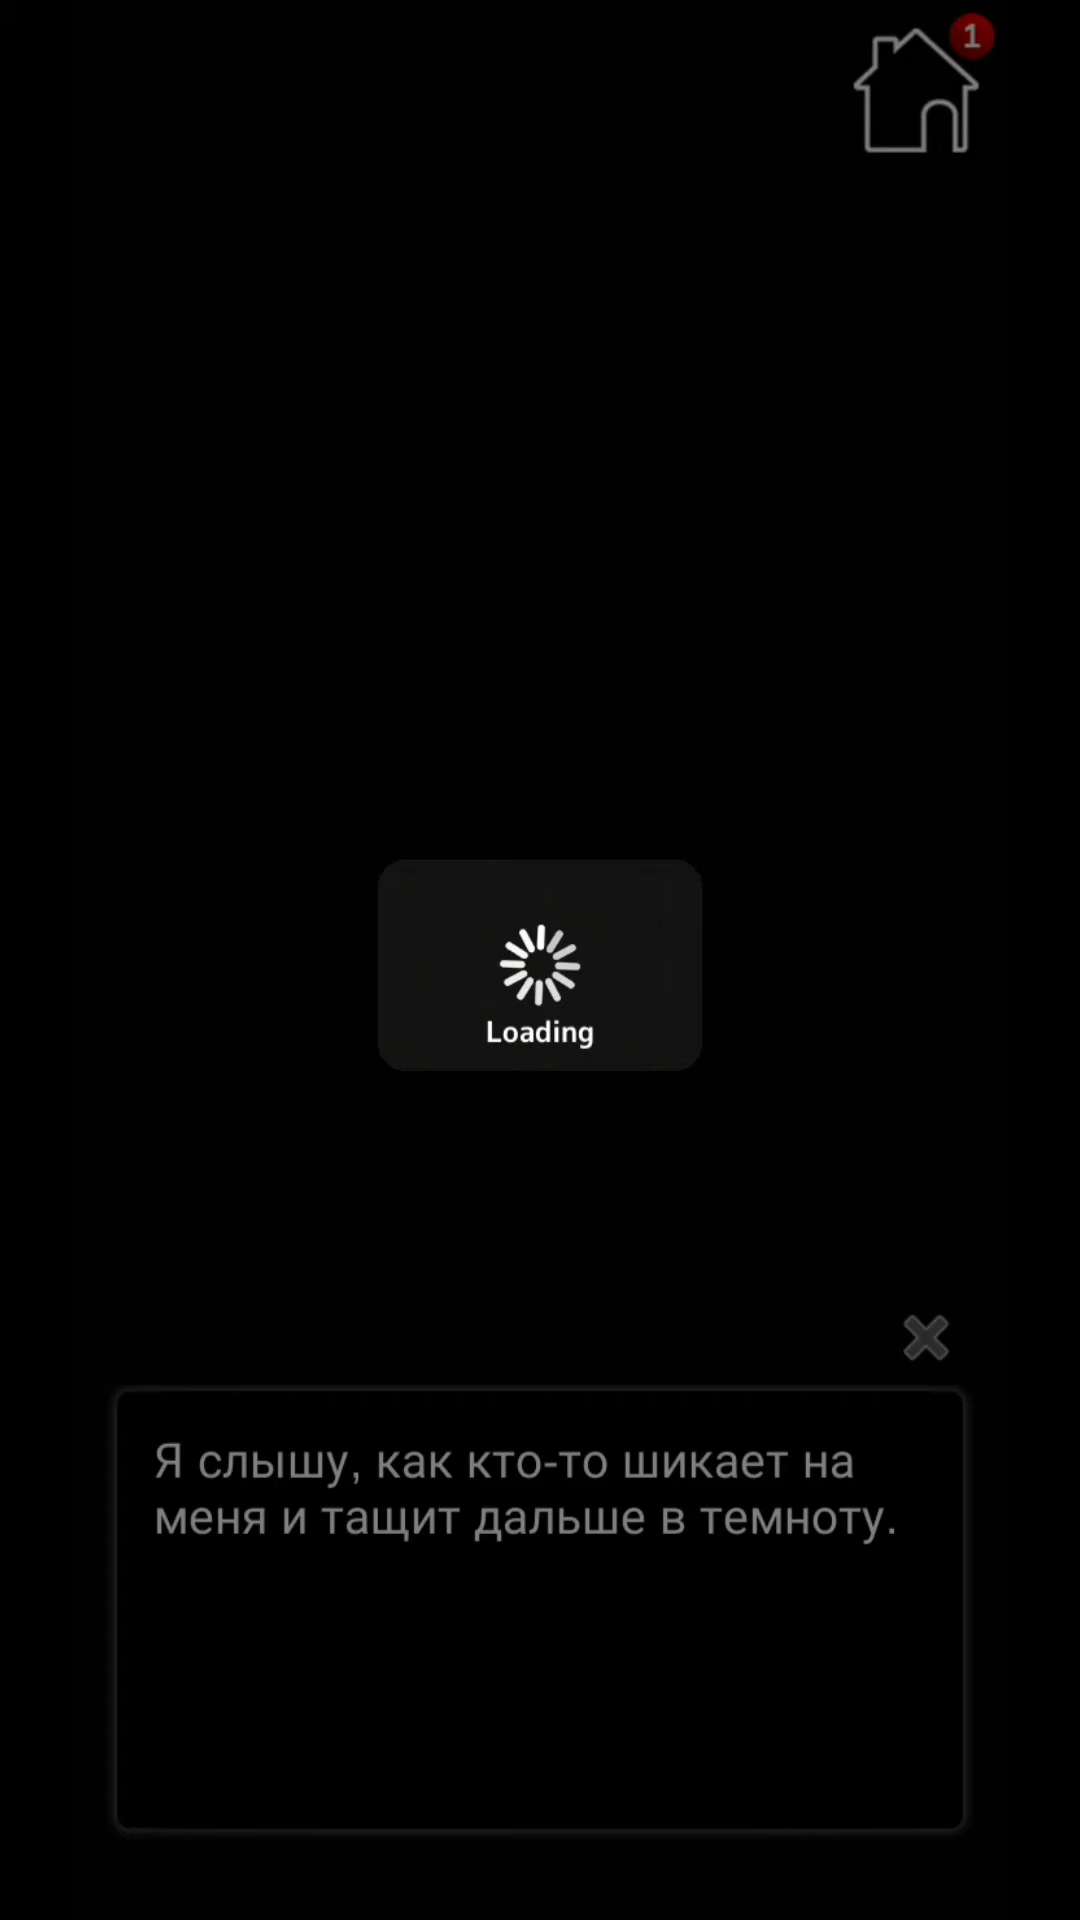 1
Loading
Я слышу, как кто-то шикает на
меня и тащит дальше в темноту.